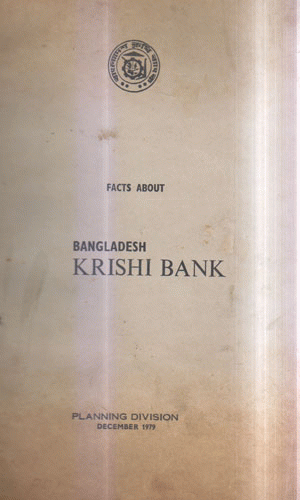 FACTS ABOUT
BANGLADESH
KRISHI BANK
PLANNING DIVISION
DECEMBER 1979